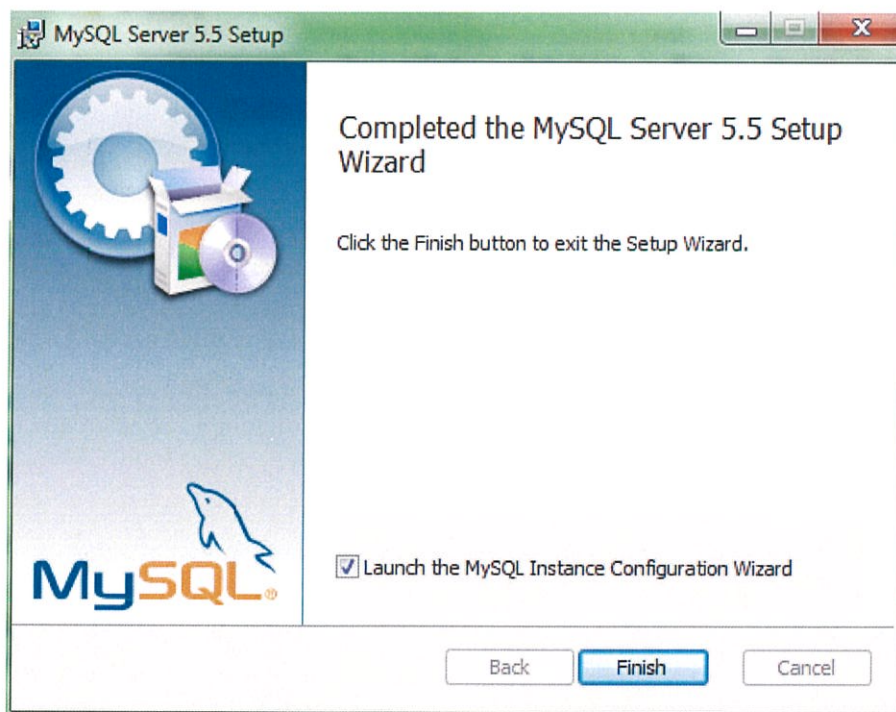 MySQL Server 5.5 Setup
Completed the MySQL Server 5.5 Setup
Wizard
Click the Finish button to exit the Setup Wizard.
MySQL®
Launch the MySQL Instance Configuration Wizard
Back
Finish
Cancel